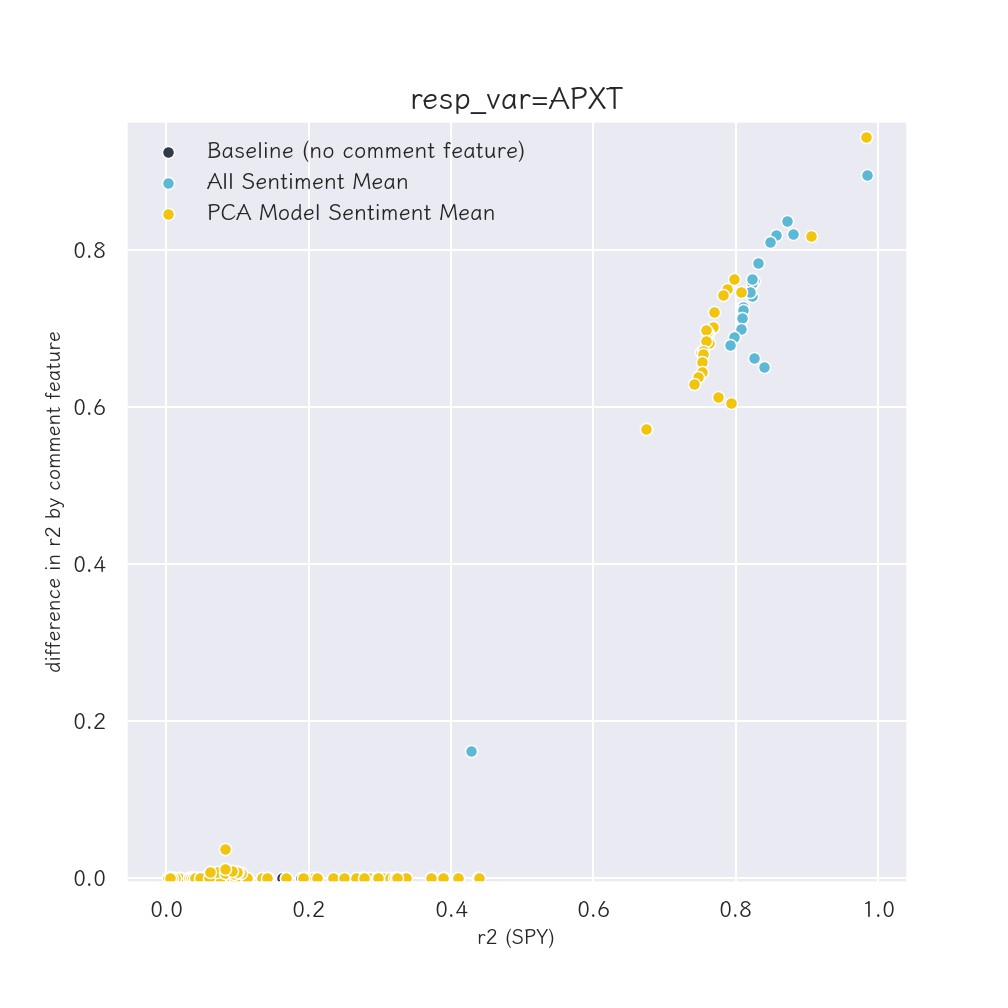 resp_var=APXT
Baseline (no comment feature)
All Sentiment Mean
PCA Model Sentiment Mean
difference in r2 by comment feature
0.8
0.6
0.4
0.2
0.0
0.0 0.2 0.4 0.6 0.8 1.0
r2 (SPY)